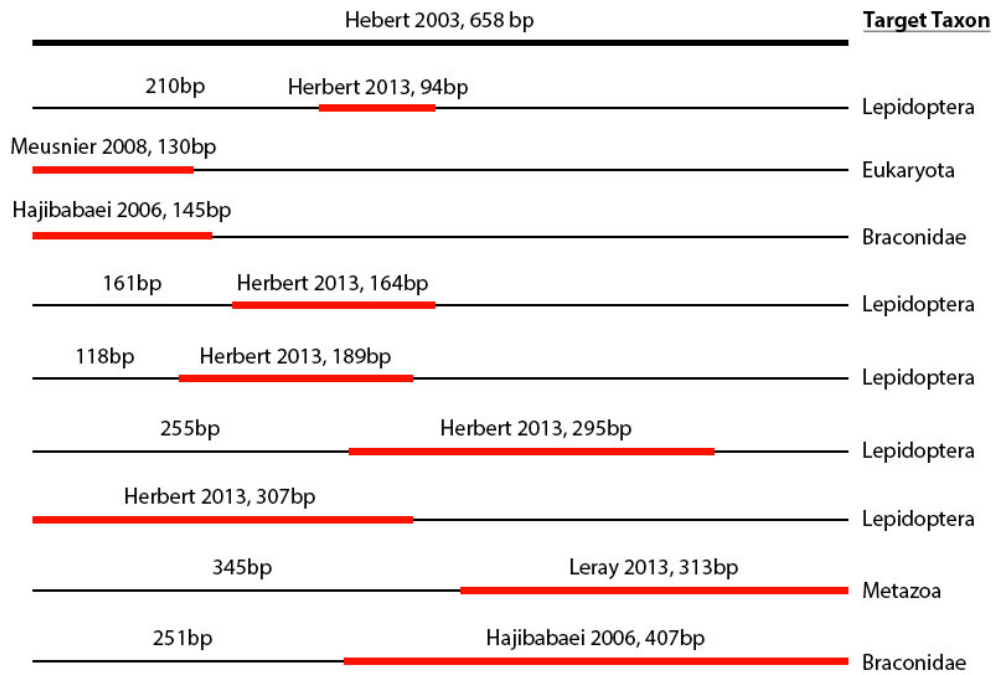 Hebert 2003, 658 bp
Target Taxon
210bp
Herbert 2013, 94bp
Lepidoptera
Meusnier 2008, 130bp
Eukaryota
Hajibabaei 2006, 145bp
Braconidae
161bp
Herbert 2013, 164bp
Lepidoptera
118bp
Herbert 2013, 189bp
Lepidoptera
255bp
Herbert 2013, 295bp
Lepidoptera
Herbert 2013, 307bp
Lepidoptera
345bp
Leray 2013, 313bp
Metazoa
251bp
Hajibabaei 2006, 407bp
Braconidae